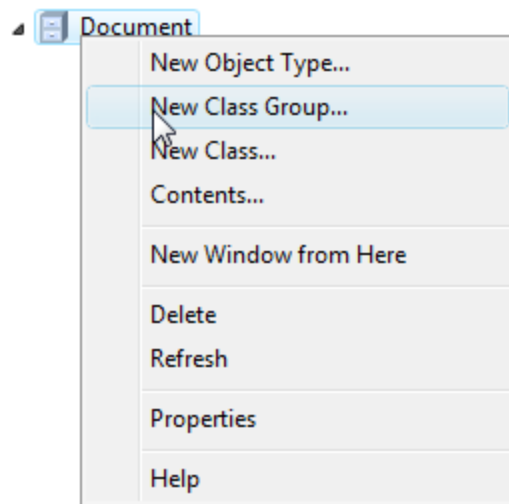 Document
New Object Type...
New Class Group...
New Class...
Contents...
New Window from Here
Delete
Refresh
Properties
Help